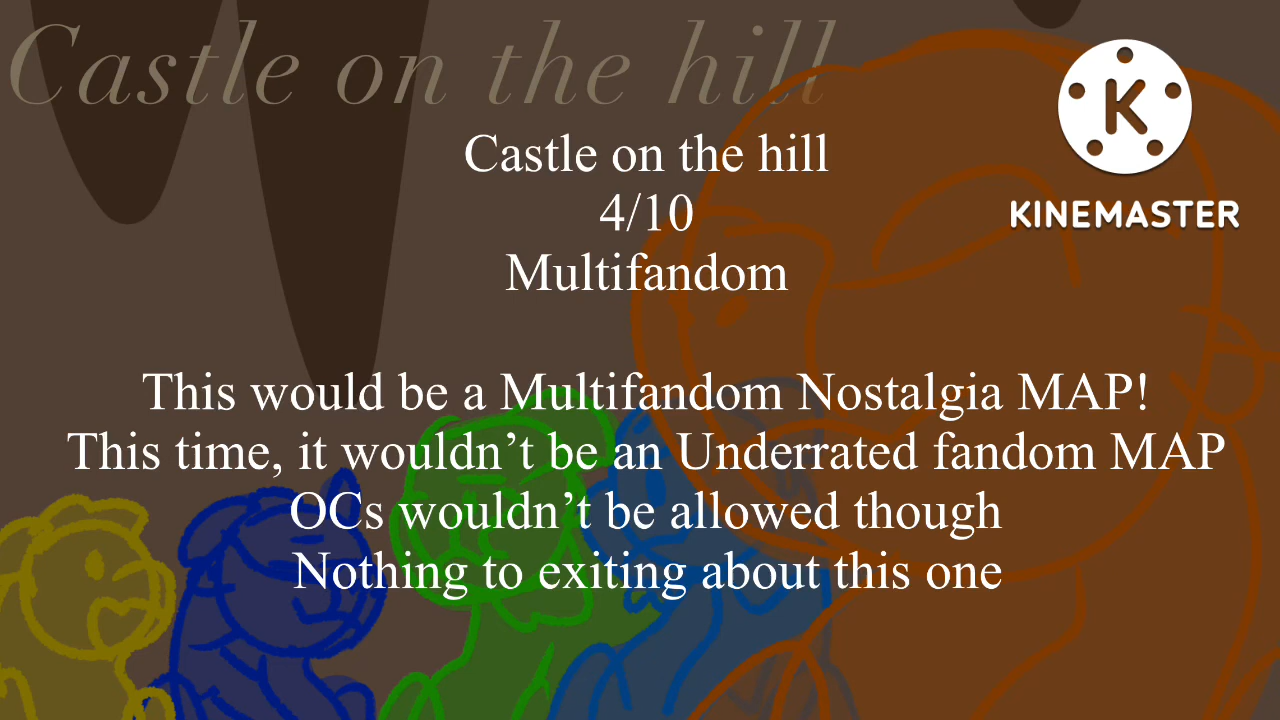 Castle on the hill
Castle on the hill
4/10
Multifandom
K
KINEMASTER
This would be a Multifandom Nostalgia MAP!
This time, it wouldn’t be an Underrated fandom MAP
OCs wouldn’t be allowed though
Nothing to exiting about this one